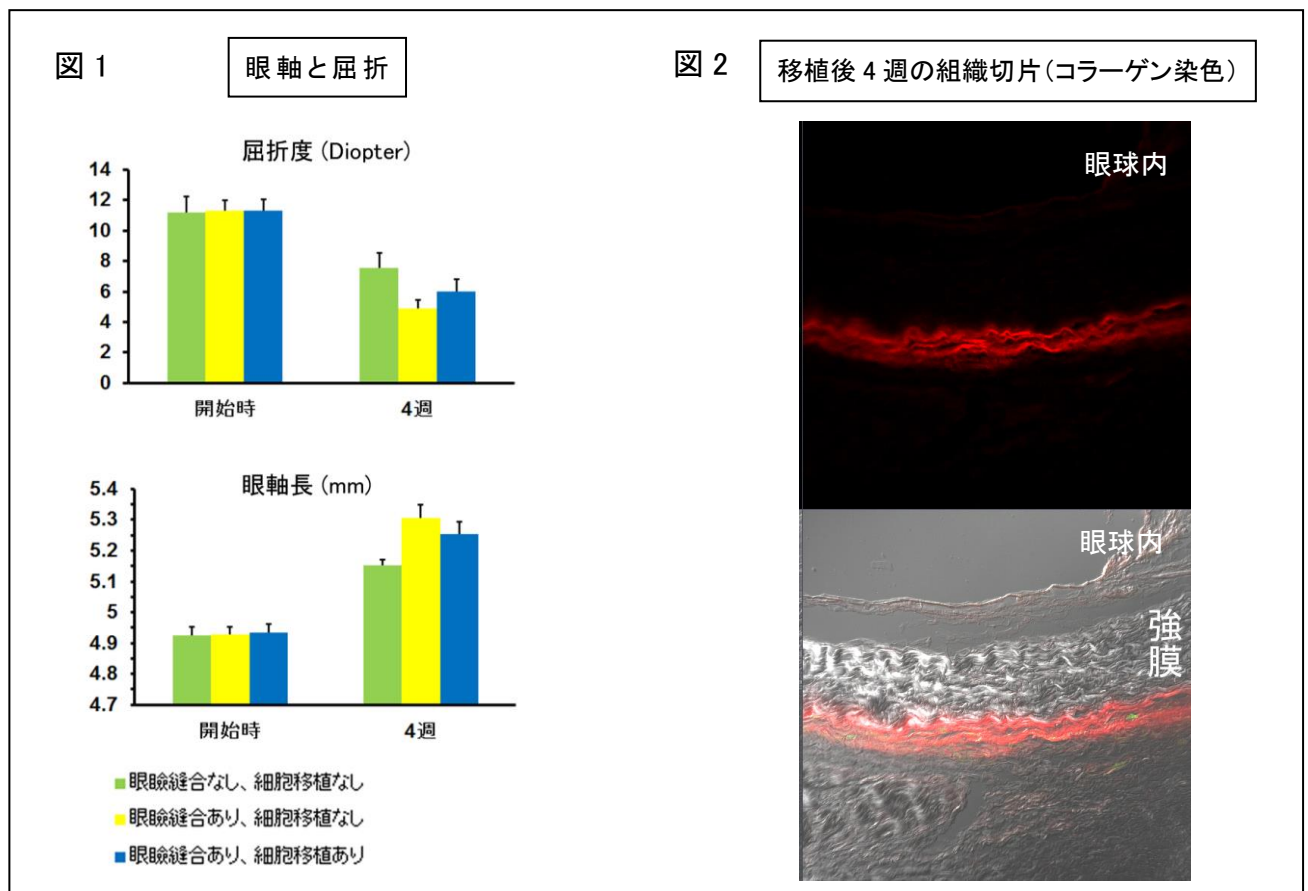 図 1
眼軸と屈折
屈折度 (Diopter)
14
12
10
8
6
4
2
0
開始時
4週
眼軸長 (mm)
5.4
5.3
5.2
5.1
5
4.9
4.8
4.7
開始時
4週
眼瞼縫合なし、細胞移植なし
眼瞼縫合あり、細胞移植なし
眼瞼縫合あり、細胞移植あり
図 2
移植後 4 週の組織切片(コラーゲン染色)
眼球内
眼球内
強膜